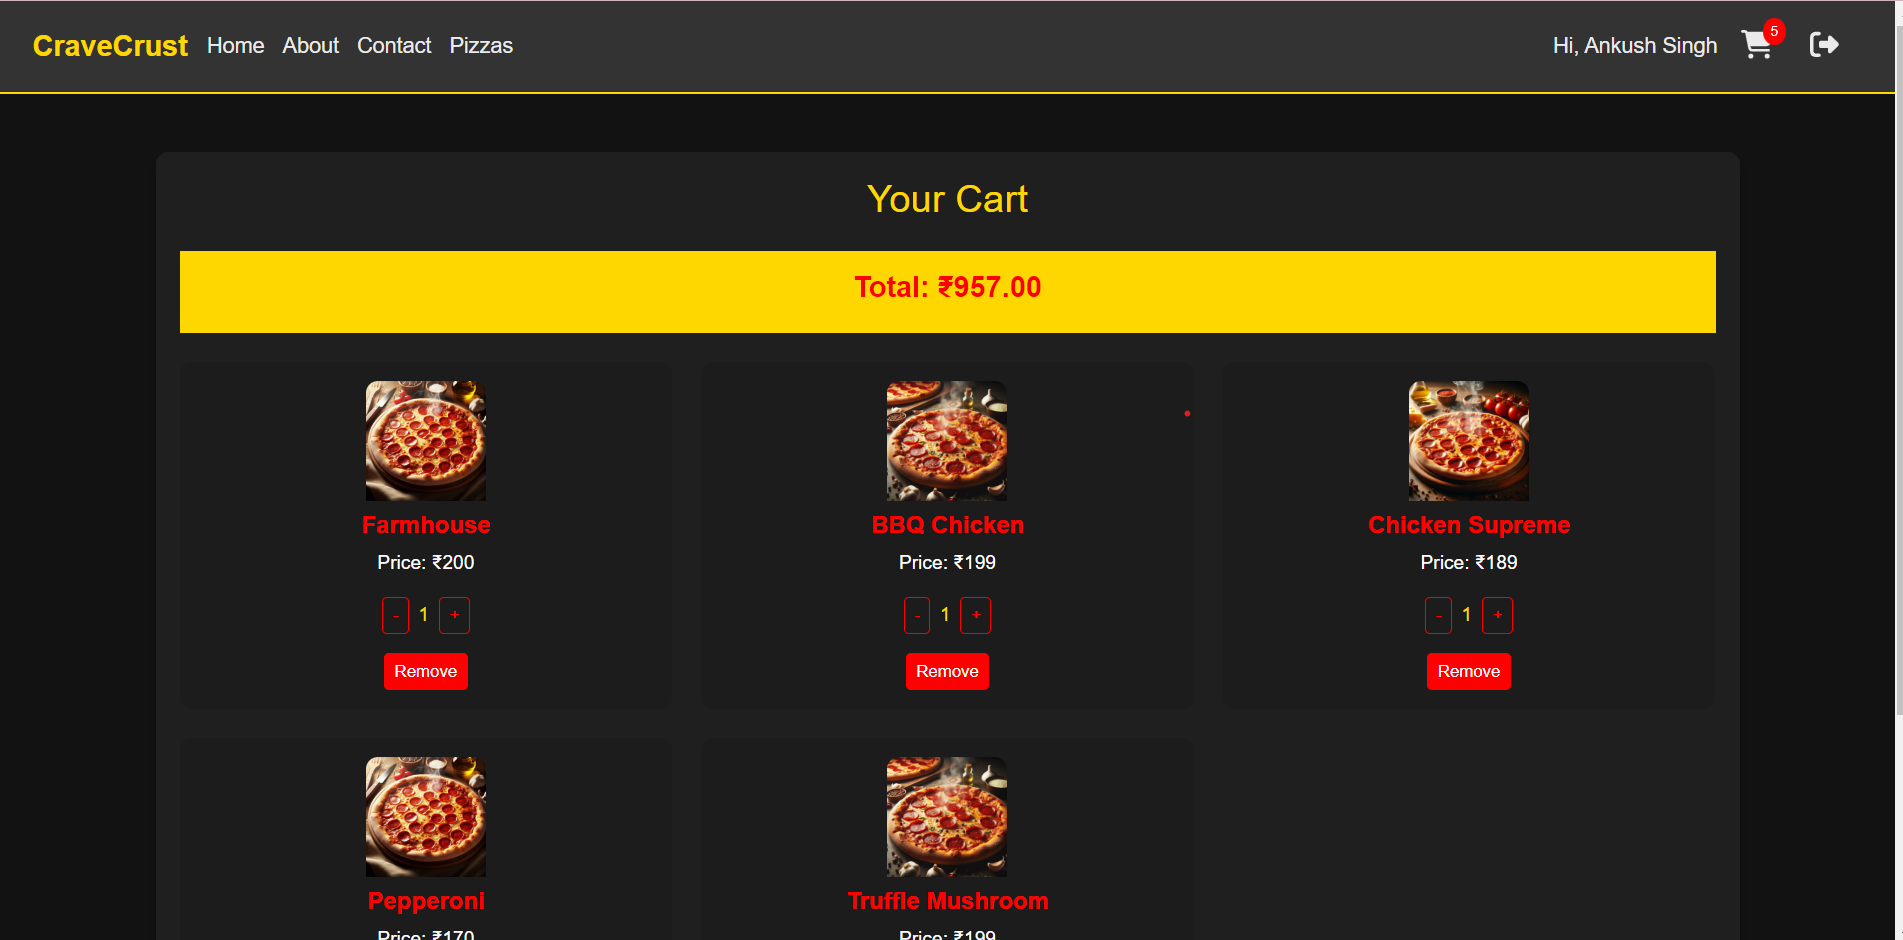 CraveCrust Home About Contact Pizzas Hi, Ankush Singh 5
Your Cart
Total: ₹957.00
Farmhouse BBQ Chicken Chicken Supreme
Price: ₹200 Price: ₹199 Price: ₹189
- 1 + - 1 + - 1 +
Remove Remove Remove
Pepperoni Truffle Mushroom
Price: ₹170 Price: ₹199